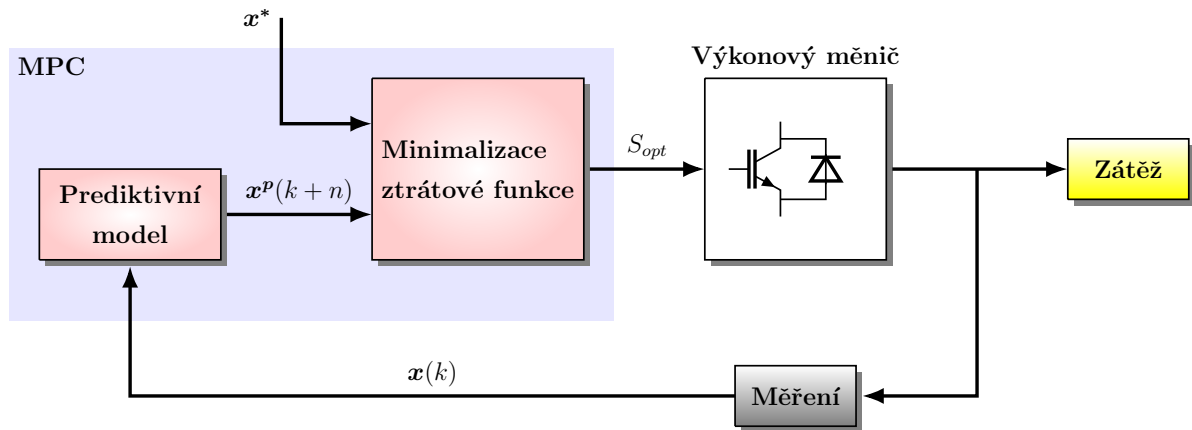 x*
MPC
Výkonový měnič
Minimalizace
ztrátové funkce
S_opt
Zátěž
Prediktivní
model
x^p(k + n)
x(k)
Měření